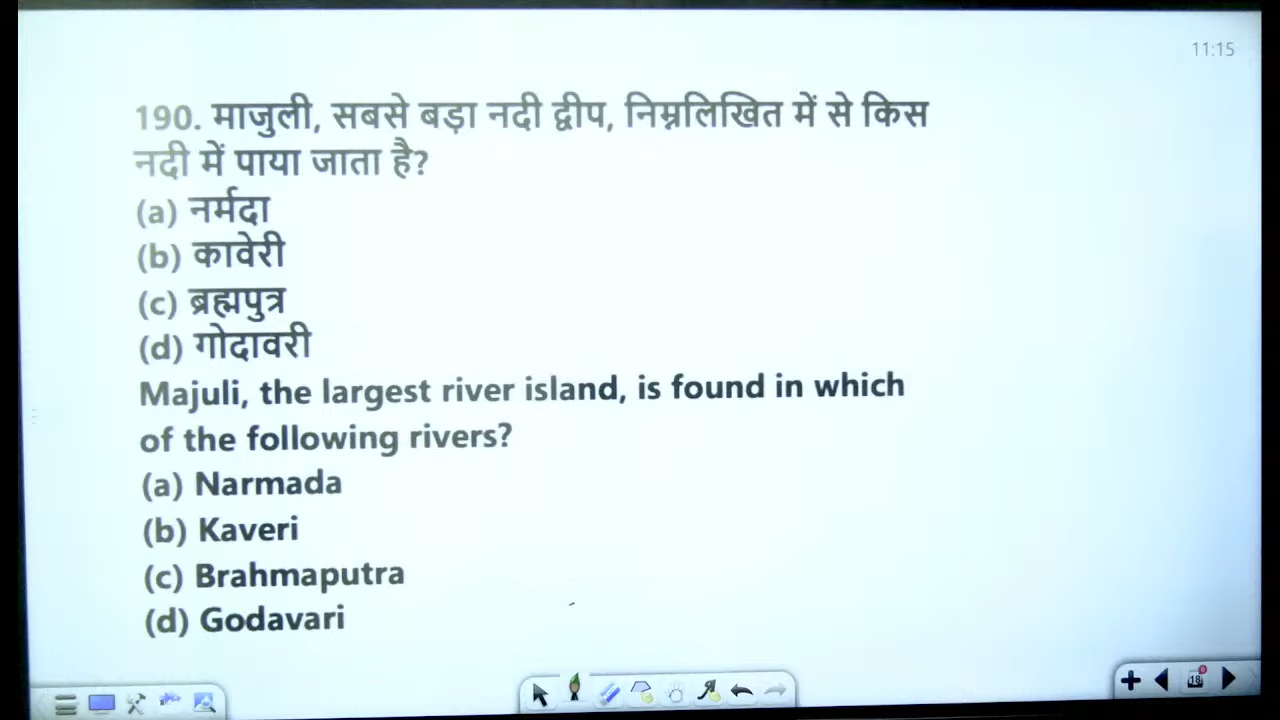 11:15
190. माजुली, सबसे बड़ा नदी द्वीप, निम्नलिखित में से किस
नदी में पाया जाता है?
(a) नर्मदा
(b) कावेरी
(c) ब्रह्मपुत्र
(d) गोदावरी
Majuli, the largest river island, is found in which
of the following rivers?
(a) Narmada
(b) Kaveri
(c) Brahmaputra
(d) Godavari